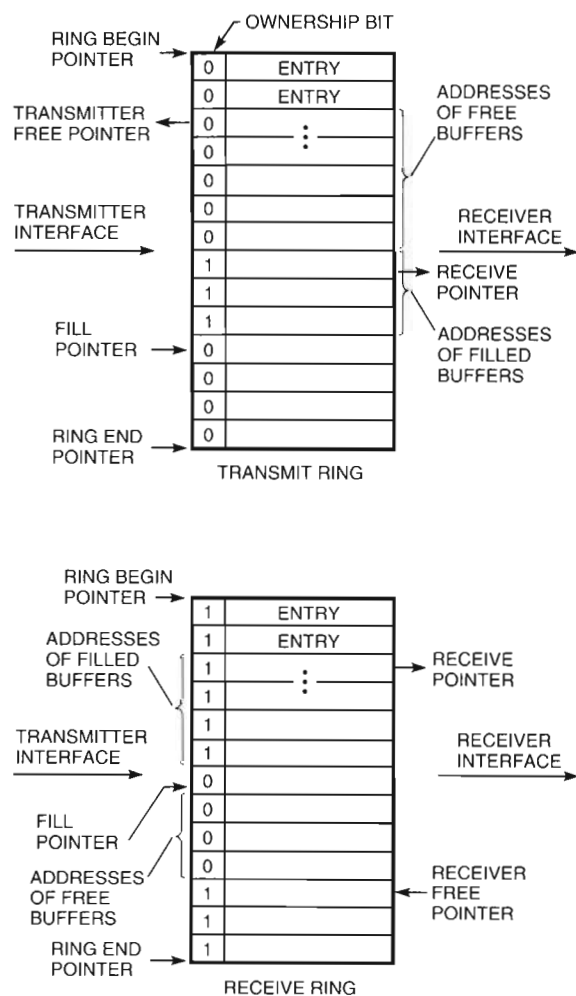 OWNERSHIP BIT
RING BEGIN
POINTER
0 ENTRY
0 ENTRY
TRANSMITTER
FREE POINTER
0
0
ADDRESSES
OF FREE
BUFFERS
0
0
TRANSMITTER
INTERFACE
0
RECEIVER
INTERFACE
1
RECEIVE
POINTER
1
1
FILL
POINTER
0
ADDRESSES
OF FILLED
BUFFERS
0
0
RING END
POINTER
0
TRANSMIT RING
RING BEGIN
POINTER
1 ENTRY
1 ENTRY
ADDRESSES
OF FILLED
BUFFERS
1
RECEIVE
POINTER
1
1
TRANSMITTER
INTERFACE
1
RECEIVER
INTERFACE
0
0
FILL
POINTER
0
0
ADDRESSES
OF FREE
BUFFERS
1
RECEIVER
FREE
POINTER
1
RING END
POINTER
1
RECEIVE RING